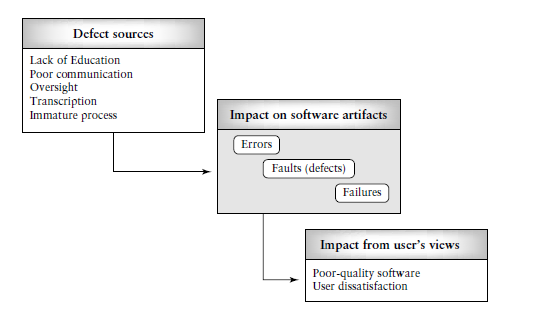 Defect sources
Lack of Education
Poor communication
Oversight
Transcription
Immature process
Impact on software artifacts
Errors
Faults (defects)
Failures
Impact from user's views
Poor-quality software
User dissatisfaction